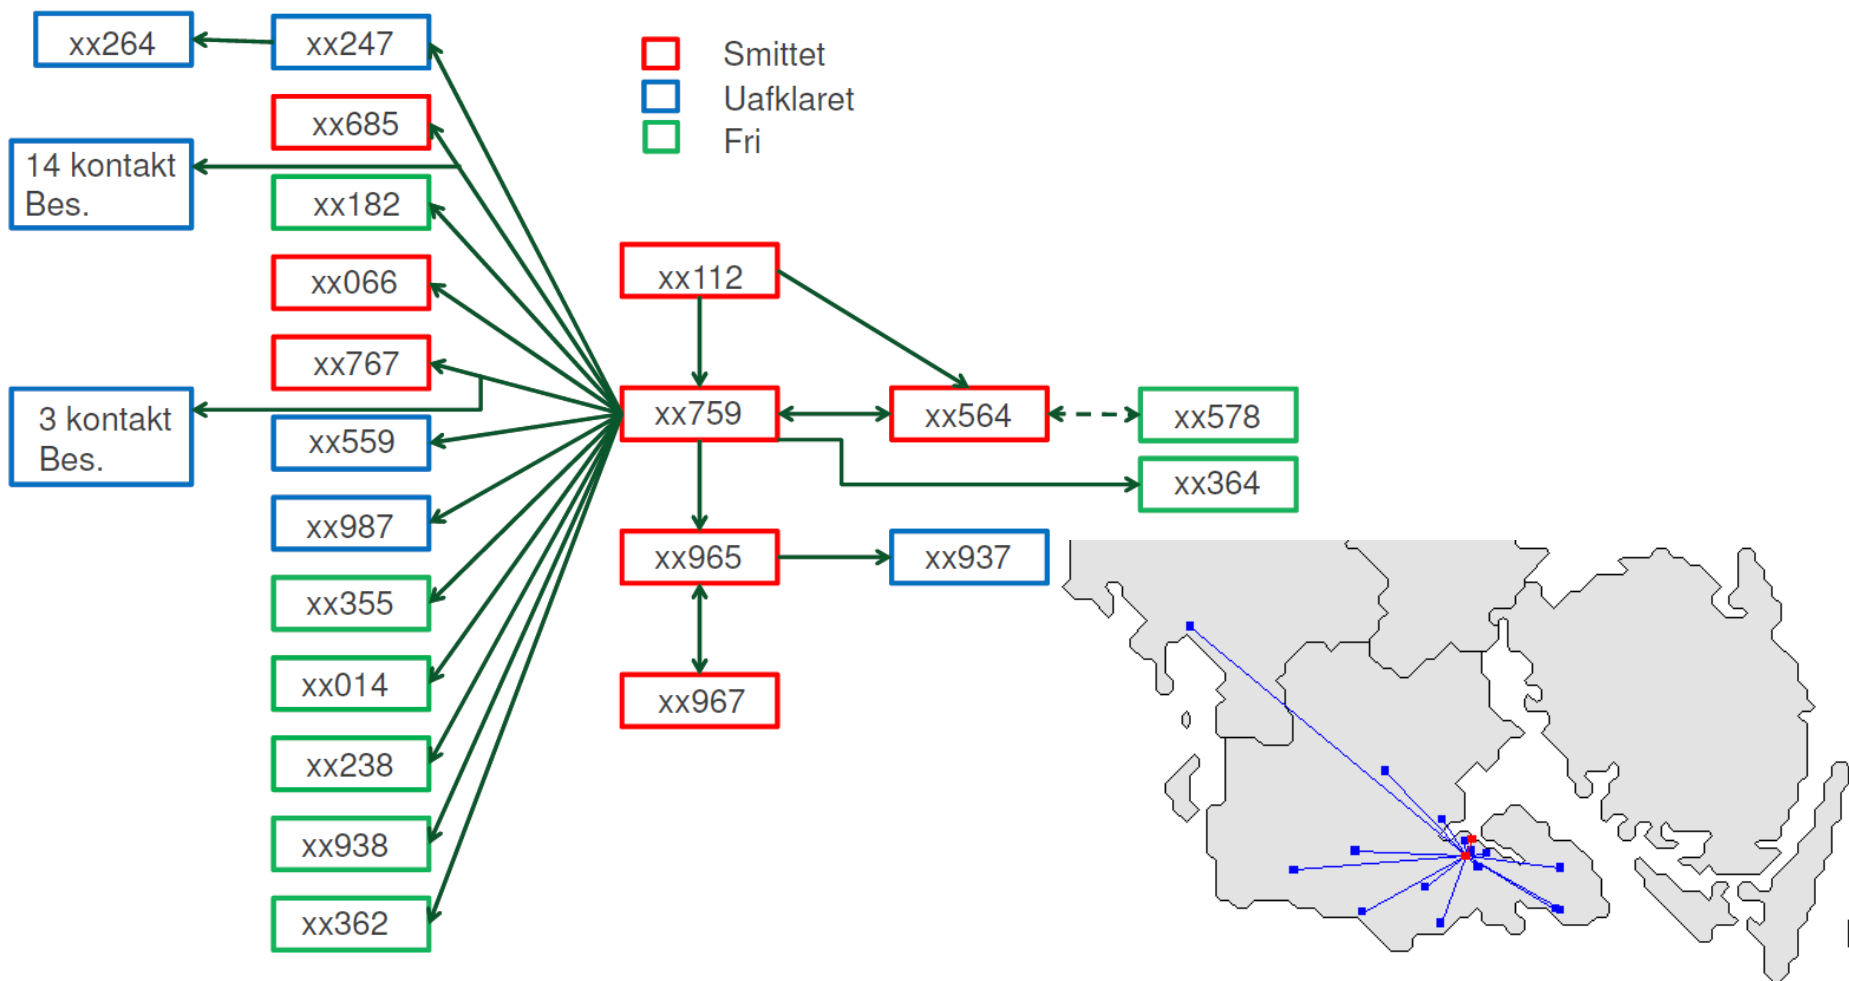 xx264
xx247
xx685
14 kontakt
Bes.
xx182
xx066
xx767
3 kontakt
Bes.
xx559
xx987
xx355
xx014
xx238
xx938
xx362
Smittet
Uafklaret
Fri
xx112
xx759
xx564
xx578
xx364
xx965
xx937
xx967